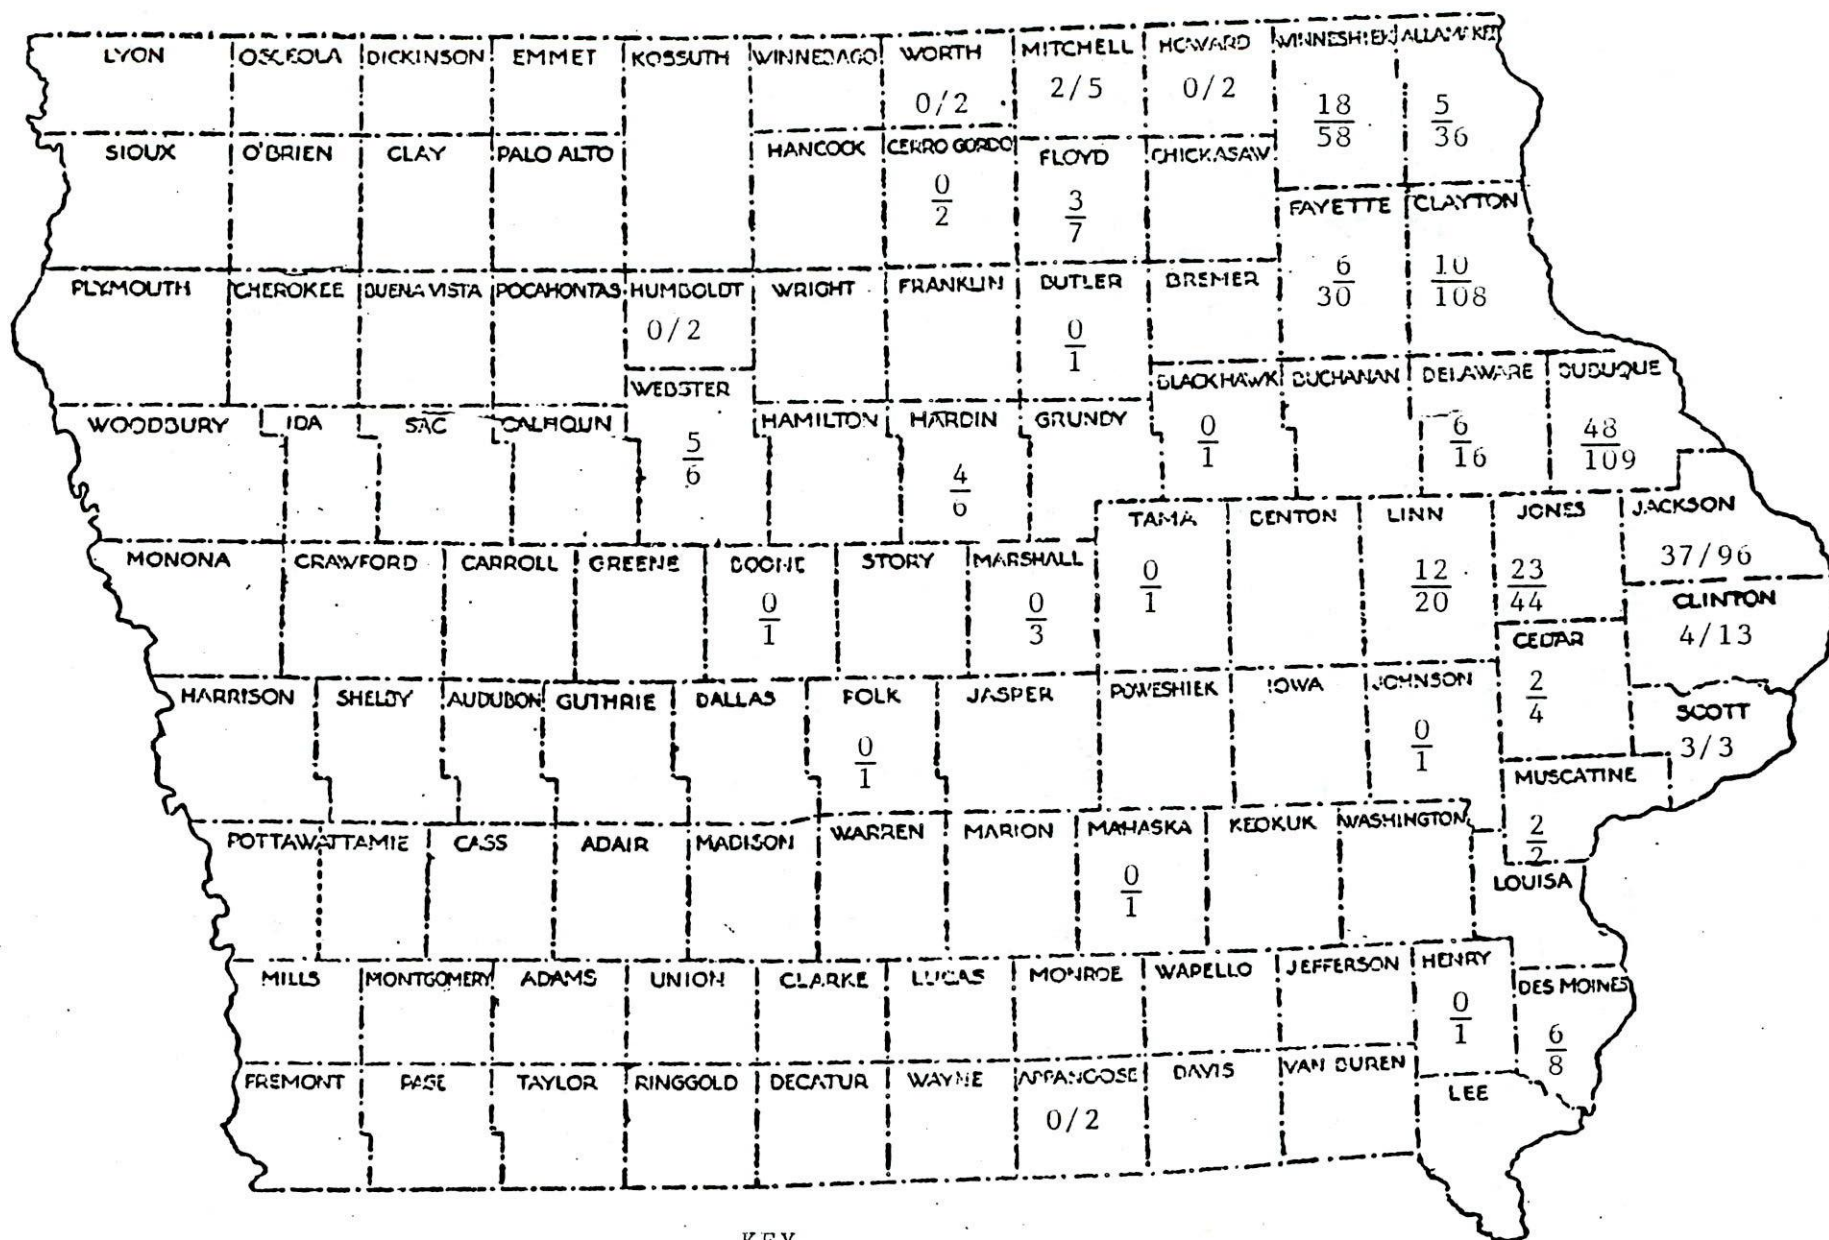 LYON OSCEOLA DICKINSON EMMET KOSSUTH WINNEBAGO WORTH MITCHELL HOWARD WINNESHIEK ALLAMAKEE
0/2 2/5 0/2
18 5
58 36
SIOUX O'BRIEN CLAY PALO ALTO HANCOCK CERRO GORDO FLOYD CHICKASAW
0 3
2 7
FAYETTE CLAYTON
6 10
30 108
PLYMOUTH CHEROKEE BUENA VISTA POCAHONTAS HUMBOLDT WRIGHT FRANKLIN BUTLER BREMER
0/2 0
1
WEBSTER BLACK HAWK BUCHANAN DELAWARE DUBUQUE
5 0 6 48
6 1 16 109
WOODBURY IDA SAC CALHOUN HAMILTON HARDIN GRUNDY
4
6
TAMA BENTON LINN JONES JACKSON
0 12 23 37/96
1 20 44
MONONA CRAWFORD CARROLL GREENE BOONE STORY MARSHALL
0 0
1 3
CLINTON
4/13
CEDAR
2
4
HARRISON SHELBY AUDUBON GUTHRIE DALLAS POLK JASPER POWESHIEK IOWA JOHNSON
0 0
1 1
SCOTT
3/3
MUSCATINE
2
2
POTTAWATTAMIE CASS ADAIR MADISON WARREN MARION MAHASKA KEOKUK WASHINGTON
0
1
LOUISA
MILLS MONTGOMERY ADAMS UNION CLARKE LUCAS MONROE WAPELLO JEFFERSON HENRY DES MOINES
0 6
1 8
FREMONT PAGE TAYLOR RINGGOLD DECATUR WAYNE APPANOOSE DAVIS VAN BUREN LEE
0/2
KEY